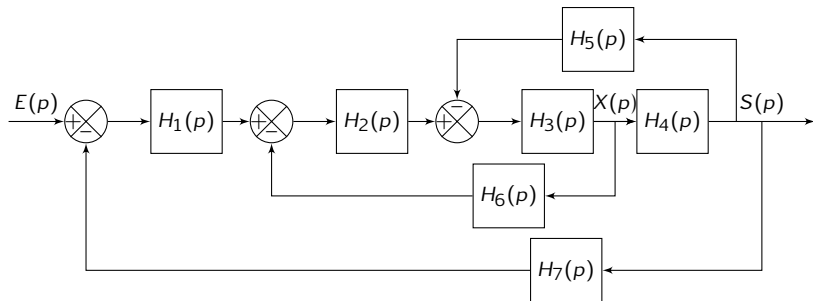 H5(p)
E(p) X(p) S(p)
+ − H1(p) + − H2(p) + − H3(p) H4(p)
H6(p)
H7(p)